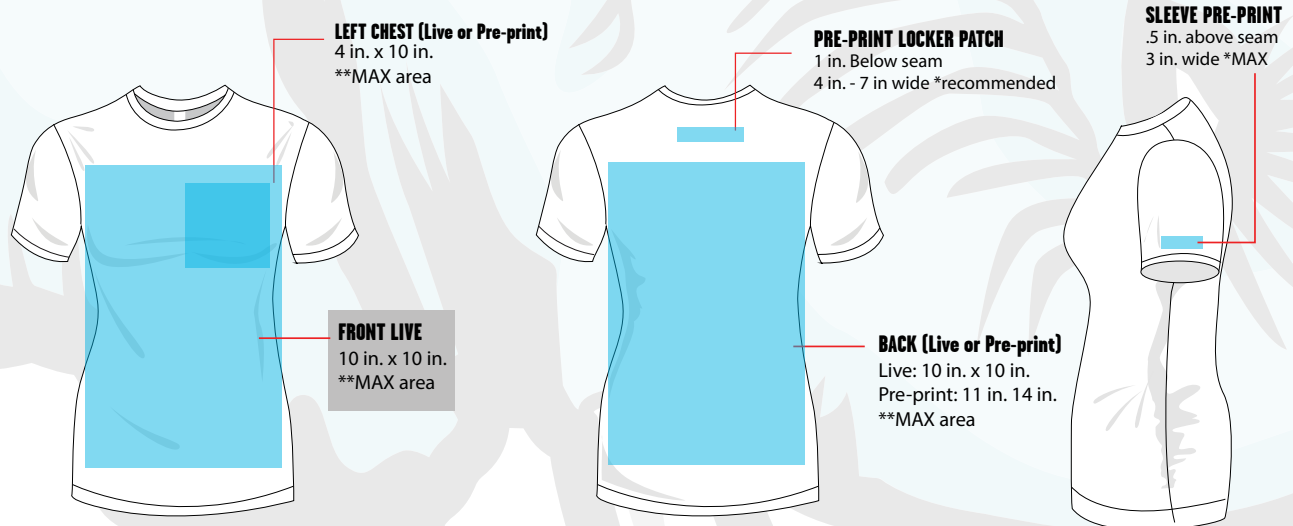 LEFT CHEST (Live or Pre-print)
4 in. x 10 in.
**MAX area
FRONT LIVE
10 in. x 10 in.
**MAX area
PRE-PRINT LOCKER PATCH
1 in. Below seam
4 in. - 7 in wide *recommended
BACK (Live or Pre-print)
Live: 10 in. x 10 in.
Pre-print: 11 in. 14 in.
**MAX area
SLEEVE PRE-PRINT
.5 in. above seam
3 in. wide *MAX